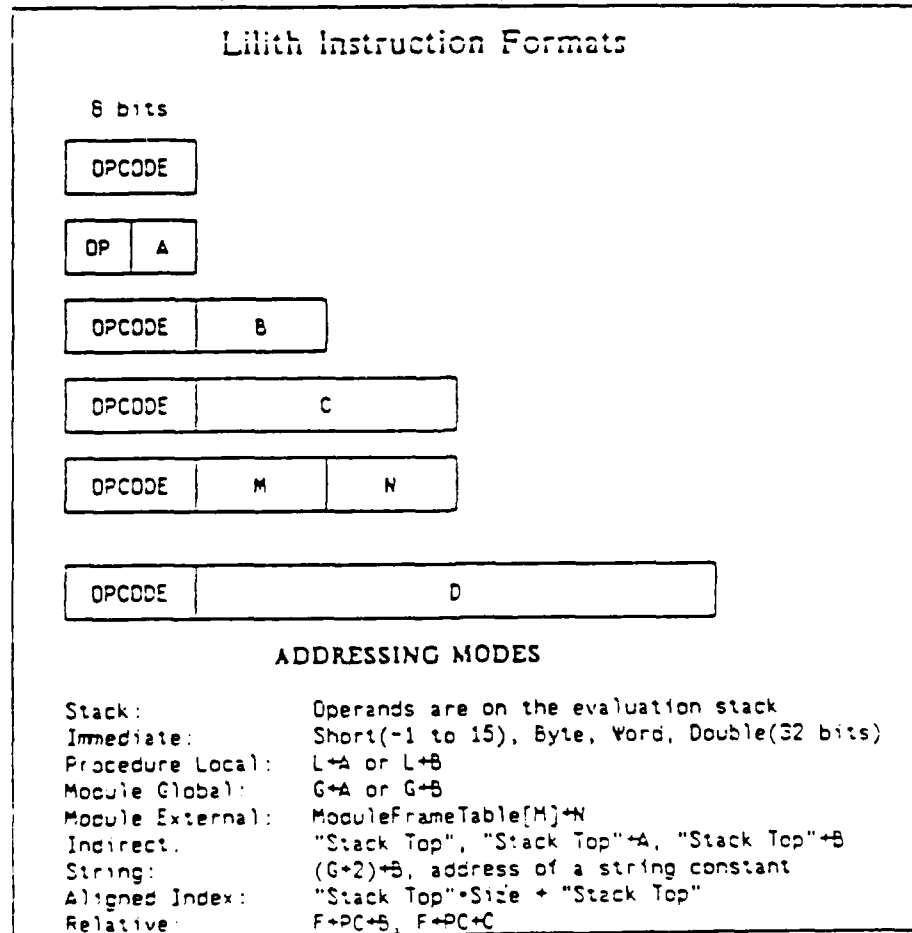 Lilith Instruction Formats
8 bits
OPCODE
OP A
OPCODE B
OPCODE C
OPCODE M N
OPCODE D
ADDRESSING MODES
Stack: Operands are on the evaluation stack
Immediate: Short(-1 to 15), Byte, Word, Double(32 bits)
Procedure Local: L+A or L+B
Module Global: G+A or G+B
Module External: ModuleFrameTable[M]+N
Indirect: "Stack Top", "Stack Top"+A, "Stack Top"+B
String: (G+2)+B, address of a string constant
Aligned Index: "Stack Top"*Size + "Stack Top"
Relative: F+PC+B, F+PC+C